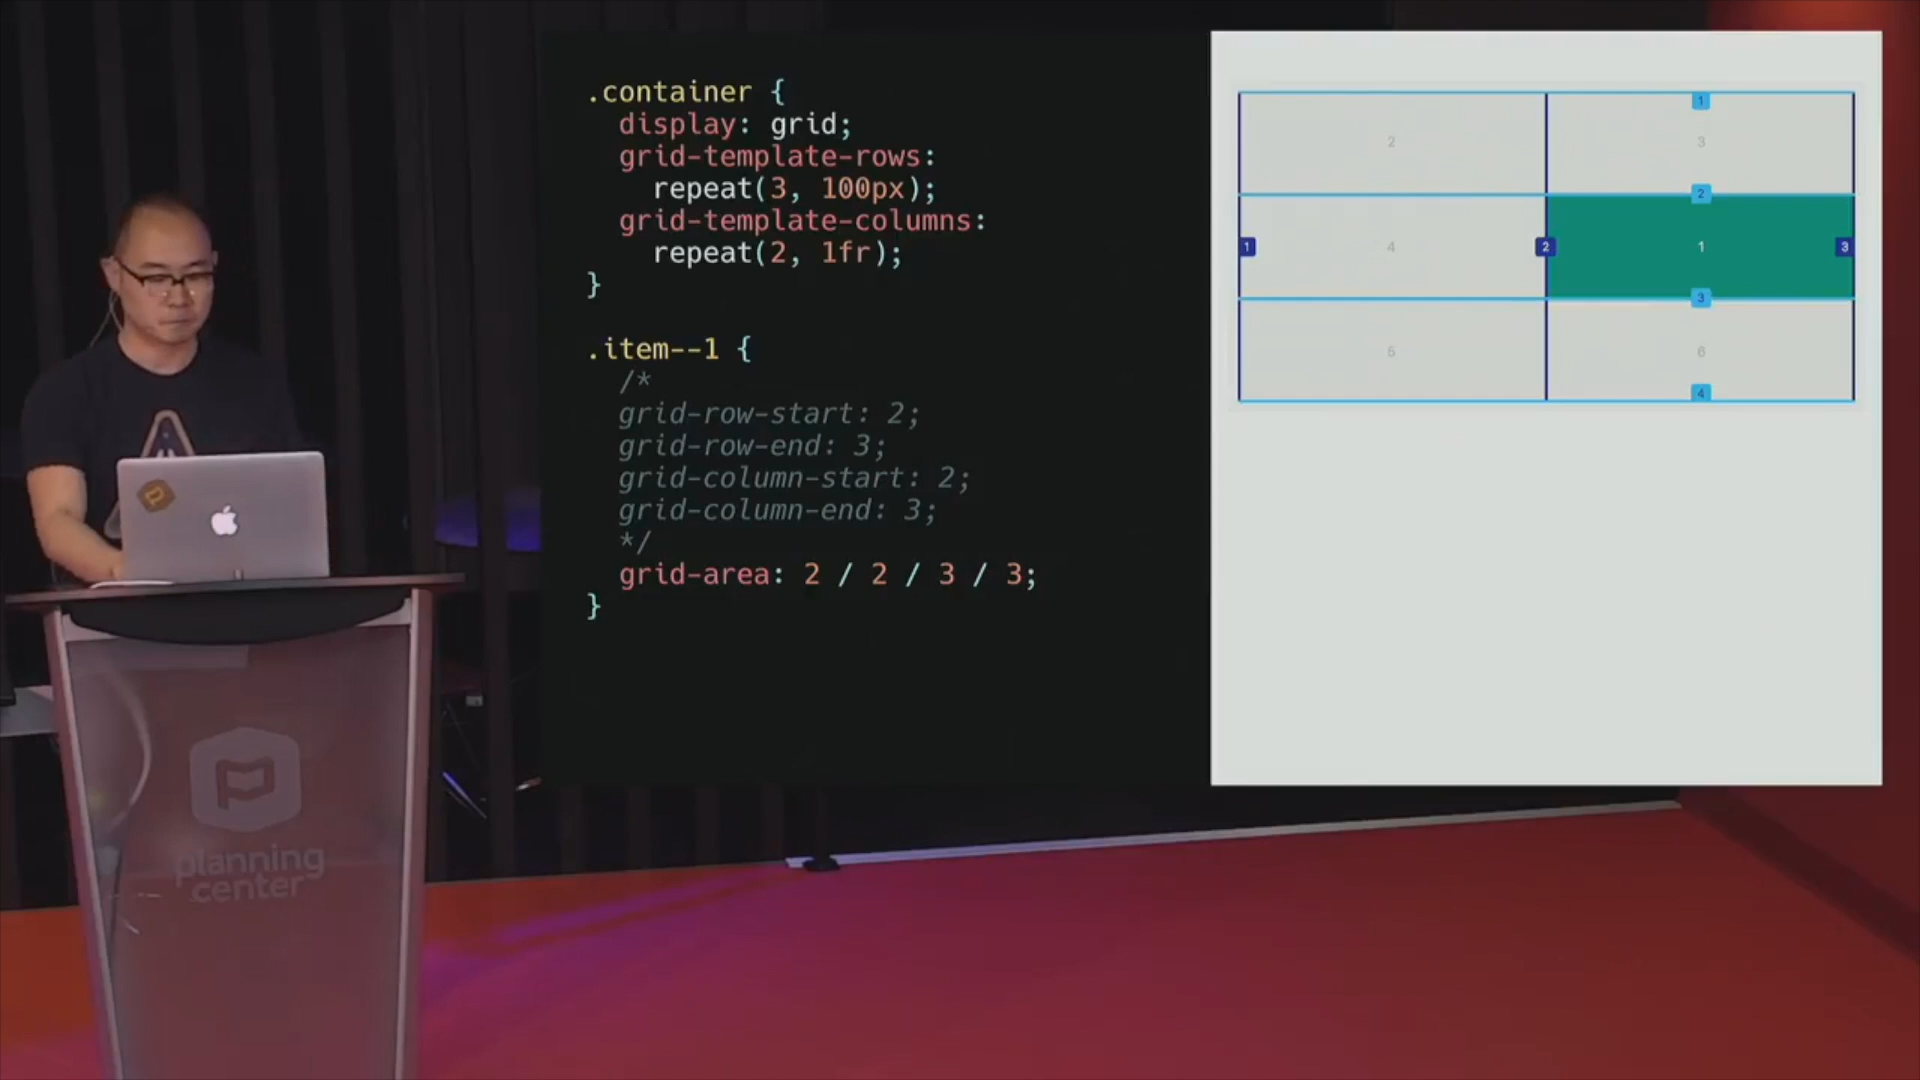 .container {
display: grid;
grid-template-rows:
repeat(3, 100px);
grid-template-columns:
repeat(2, 1fr);
}
.item--1 {
/*
grid-row-start: 2;
grid-row-end: 3;
grid-column-start: 2;
grid-column-end: 3;
*/
grid-area: 2 / 2 / 3 / 3;
}
1
2 3
2
1 4 2 1 3
3
5 6
4
planning
center